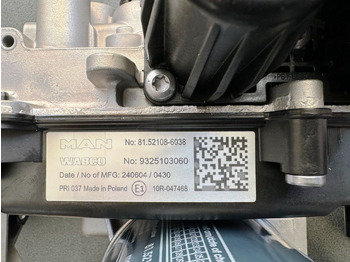 MAN No: 81.52108-6038
WABCO No: 9325103060
Date / No of MFG: 240604 / 0430
PRI 037 Made in Poland E1 10R-047468